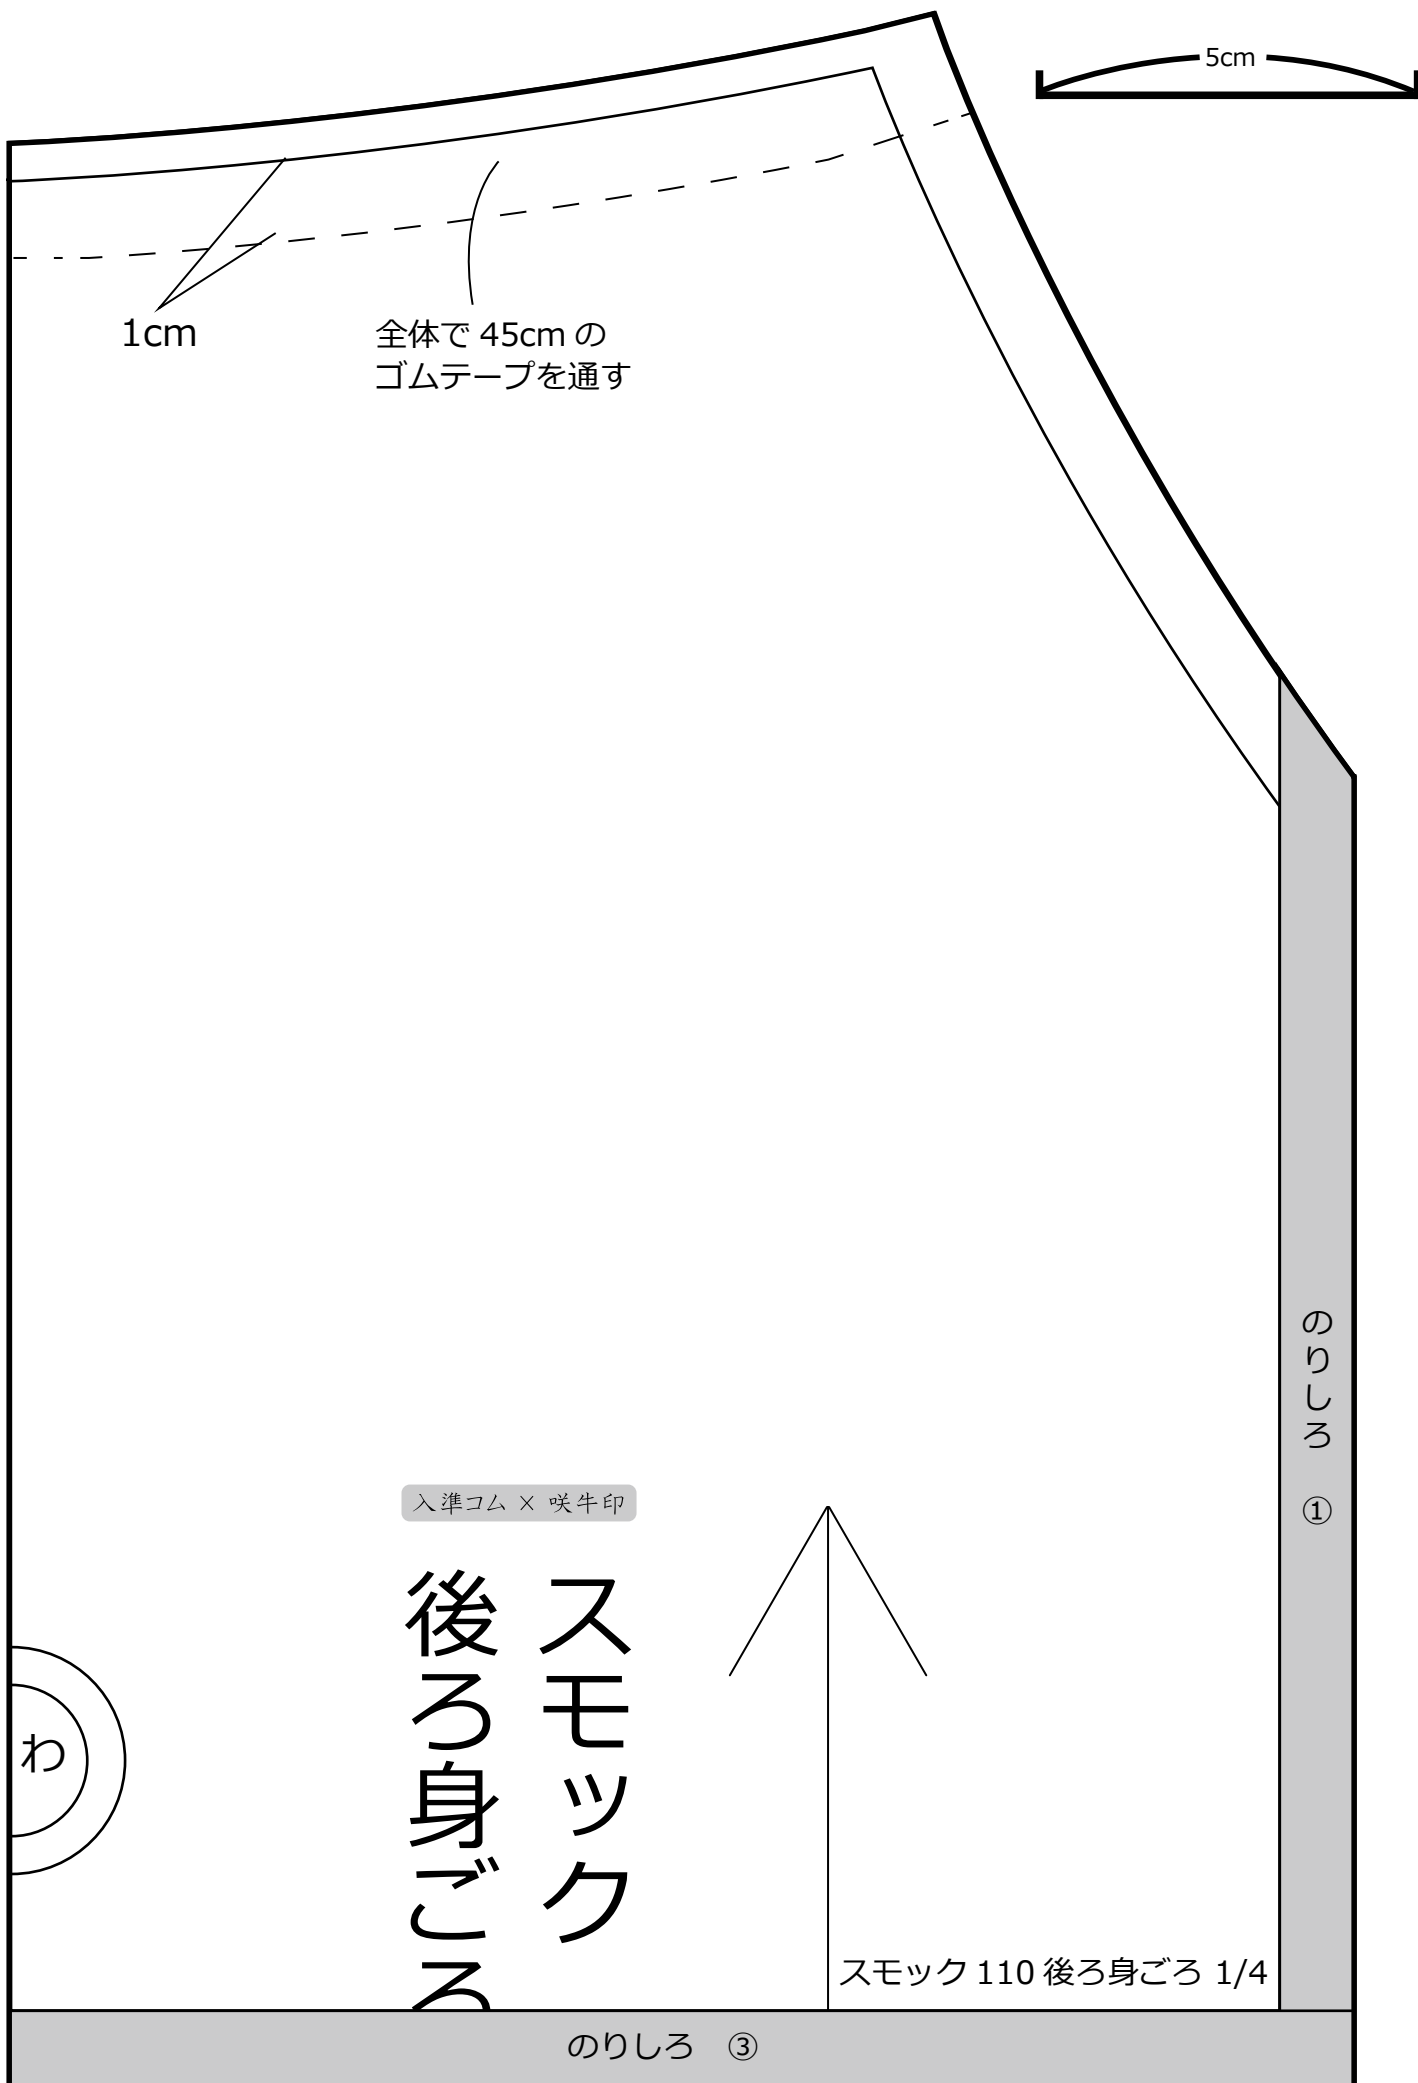 5cm
1cm
全体で 45cm の
ゴムテープを通す
のりしろ ①
入準コム × 咲牛印
スモック
後ろ身ごろ
わ
スモック 110 後ろ身ごろ 1/4
のりしろ ③